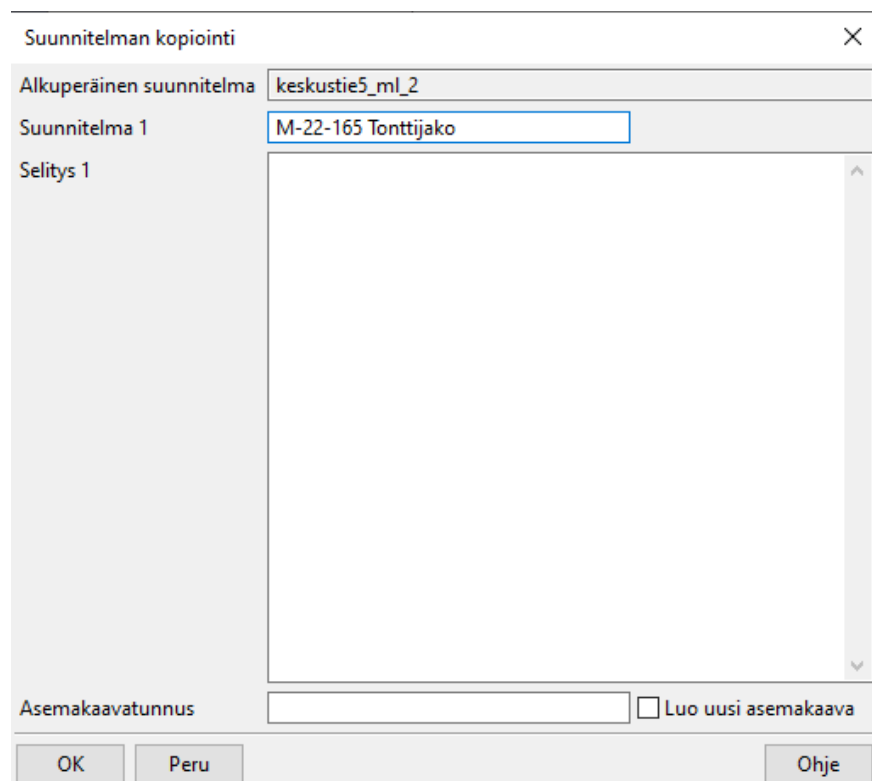 Suunnitelman kopiointi
Alkuperäinen suunnitelma keskustie5_ml_2
Suunnitelma 1 M-22-165 Tonttijako
Selitys 1
Asemakaavatunnus Luo uusi asemakaava
OK Peru Ohje